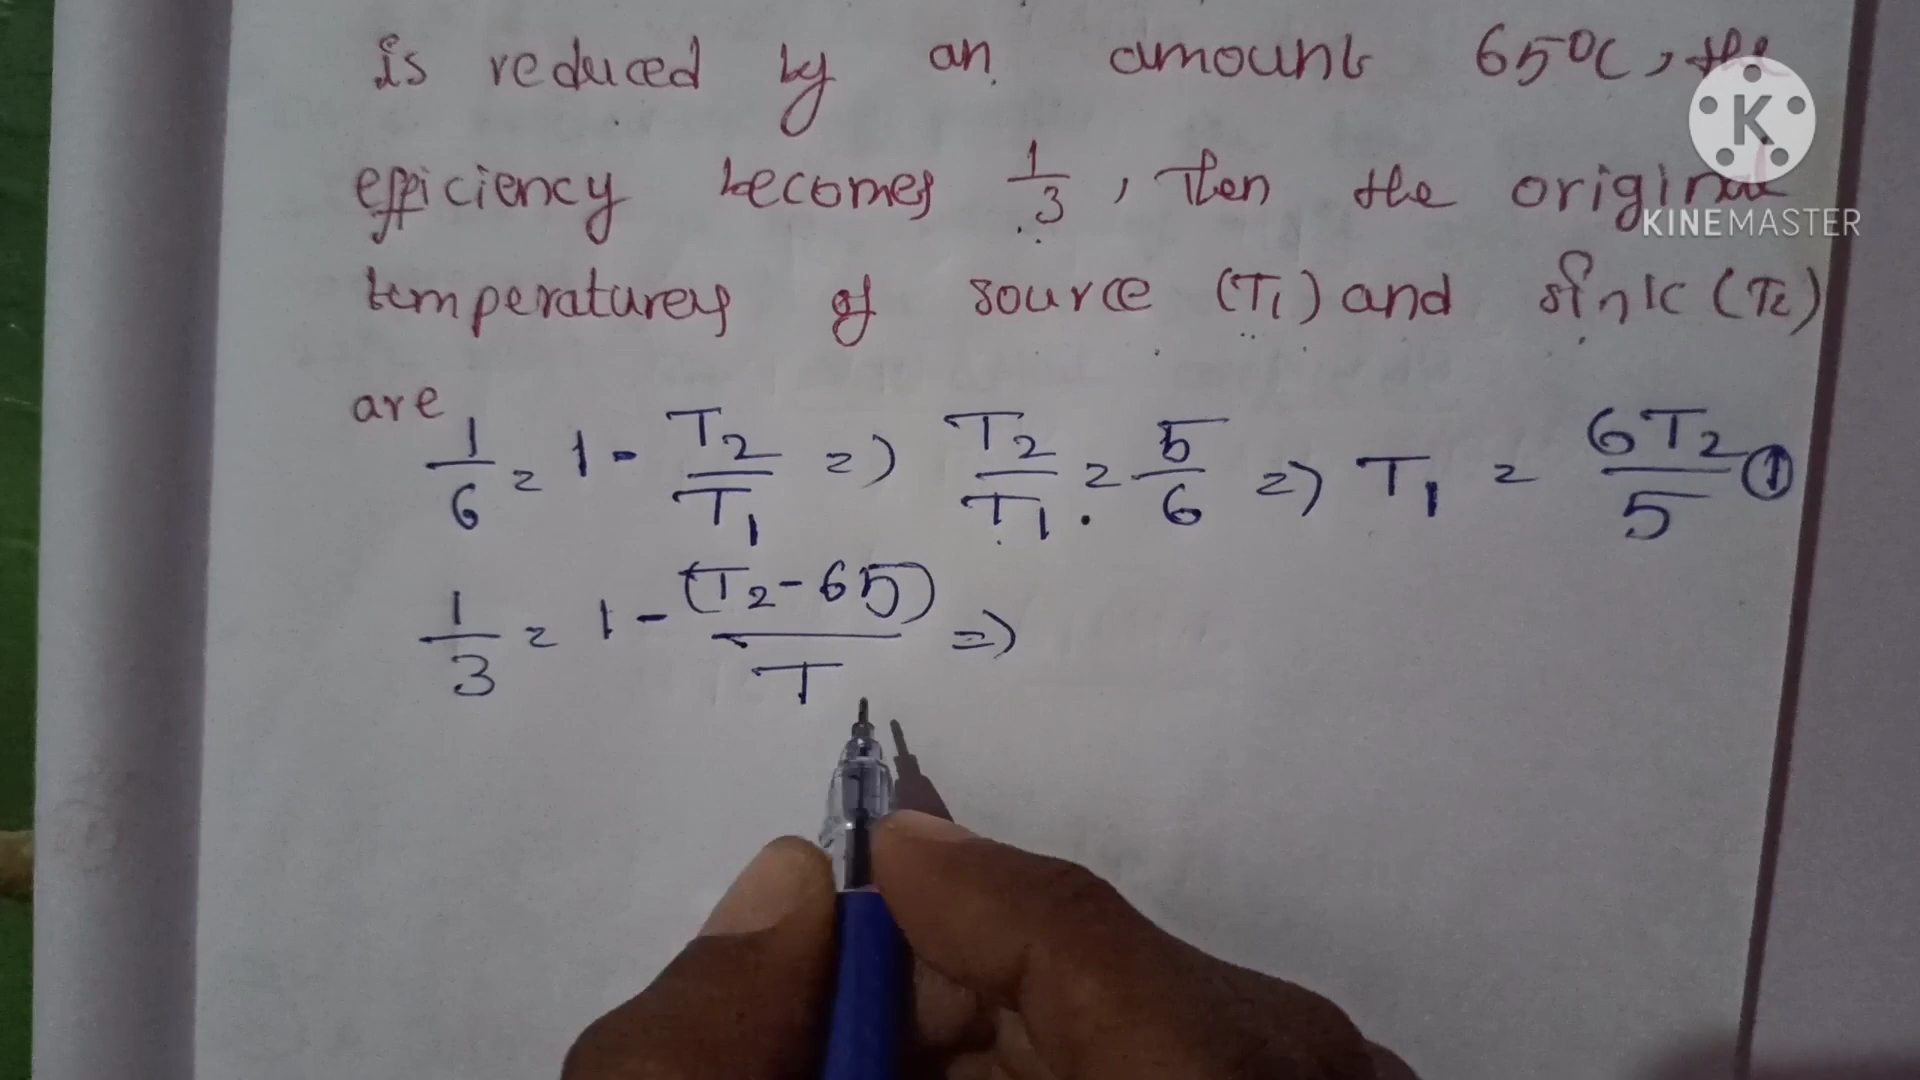 is reduced by an amount 65°C, the
efficiency becomes 1/3, Then the original
K
KINEMASTER
temperatures of source (T1) and sink (T2)
are
1/6 = 1 - T2/T1 => T2/T1 = 5/6 => T1 = 6T2/5 ①
1/3 = 1 - (T2-65)/T =>